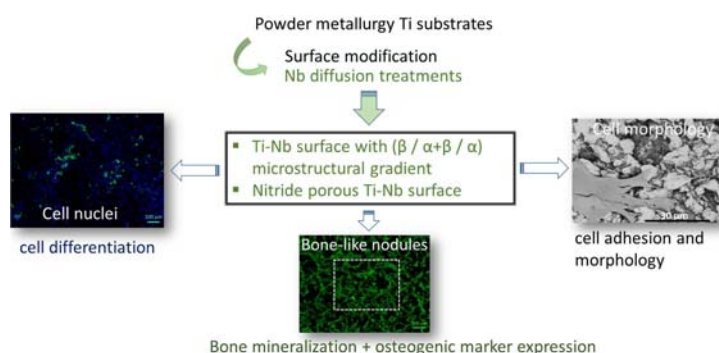 Powder metallurgy Ti substrates
Surface modification
Nb diffusion treatments
▪ Ti-Nb surface with (β / α+β / α)
microstructural gradient
▪ Nitride porous Ti-Nb surface
Cell nuclei
cell differentiation
Cell morphology
30 µm
cell adhesion and
morphology
Bone-like nodules
Bone mineralization + osteogenic marker expression